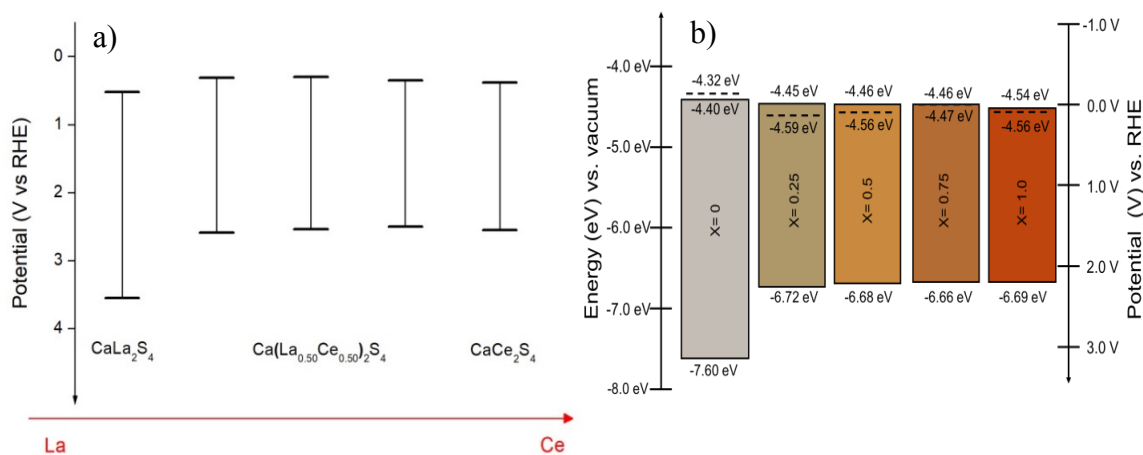 a)
Potential (V vs RHE)
0
1
2
3
4
CaLa₂S₄
Ca(La₀.₅₀Ce₀.₅₀)₂S₄
CaCe₂S₄
La
Ce
b)
Energy (eV) vs. vacuum
-4.0 eV
-5.0 eV
-6.0 eV
-7.0 eV
-8.0 eV
-4.32 eV
-4.40 eV
X= 0
-7.60 eV
-4.45 eV
-4.59 eV
X= 0.25
-6.72 eV
-4.46 eV
-4.56 eV
X= 0.5
-6.68 eV
-4.46 eV
-4.47 eV
X= 0.75
-6.66 eV
-4.54 eV
-4.56 eV
X= 1.0
-6.69 eV
-1.0 V
0.0 V
1.0 V
2.0 V
3.0 V
Potential (V) vs. RHE